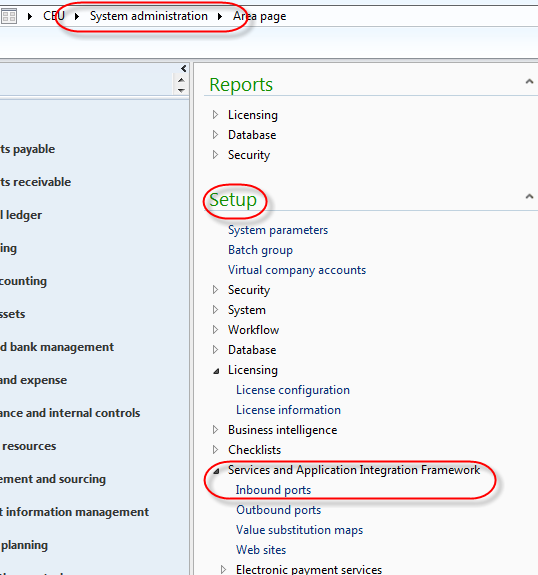 CEU System administration Area page
ts payable
ts receivable
l ledger
ing
counting
ssets
d bank management
and expense
ance and internal controls
resources
ement and sourcing
t information management
planning
Reports
Licensing
Database
Security
Setup
System parameters
Batch group
Virtual company accounts
Security
System
Workflow
Database
Licensing
License configuration
License information
Business intelligence
Checklists
Services and Application Integration Framework
Inbound ports
Outbound ports
Value substitution maps
Web sites
Electronic payment services